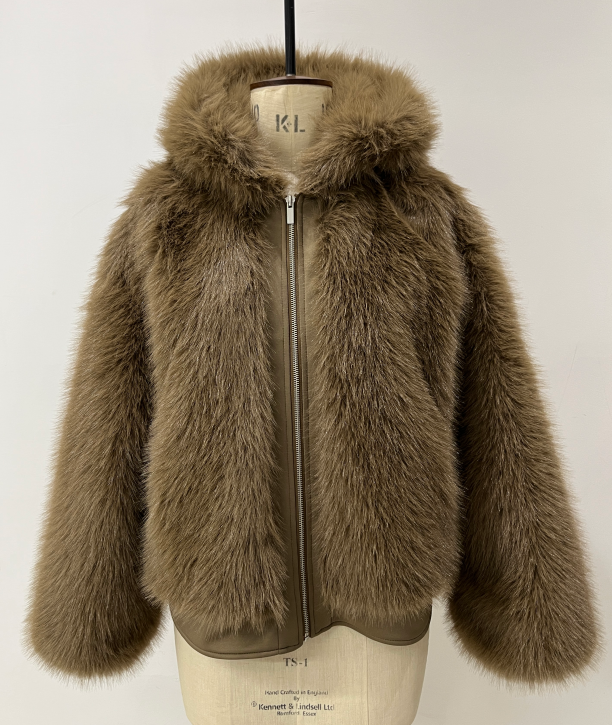 K L
TS-1
Hand Crafted in England
By
© Kennett & Lindsell Ltd
Romford Essex